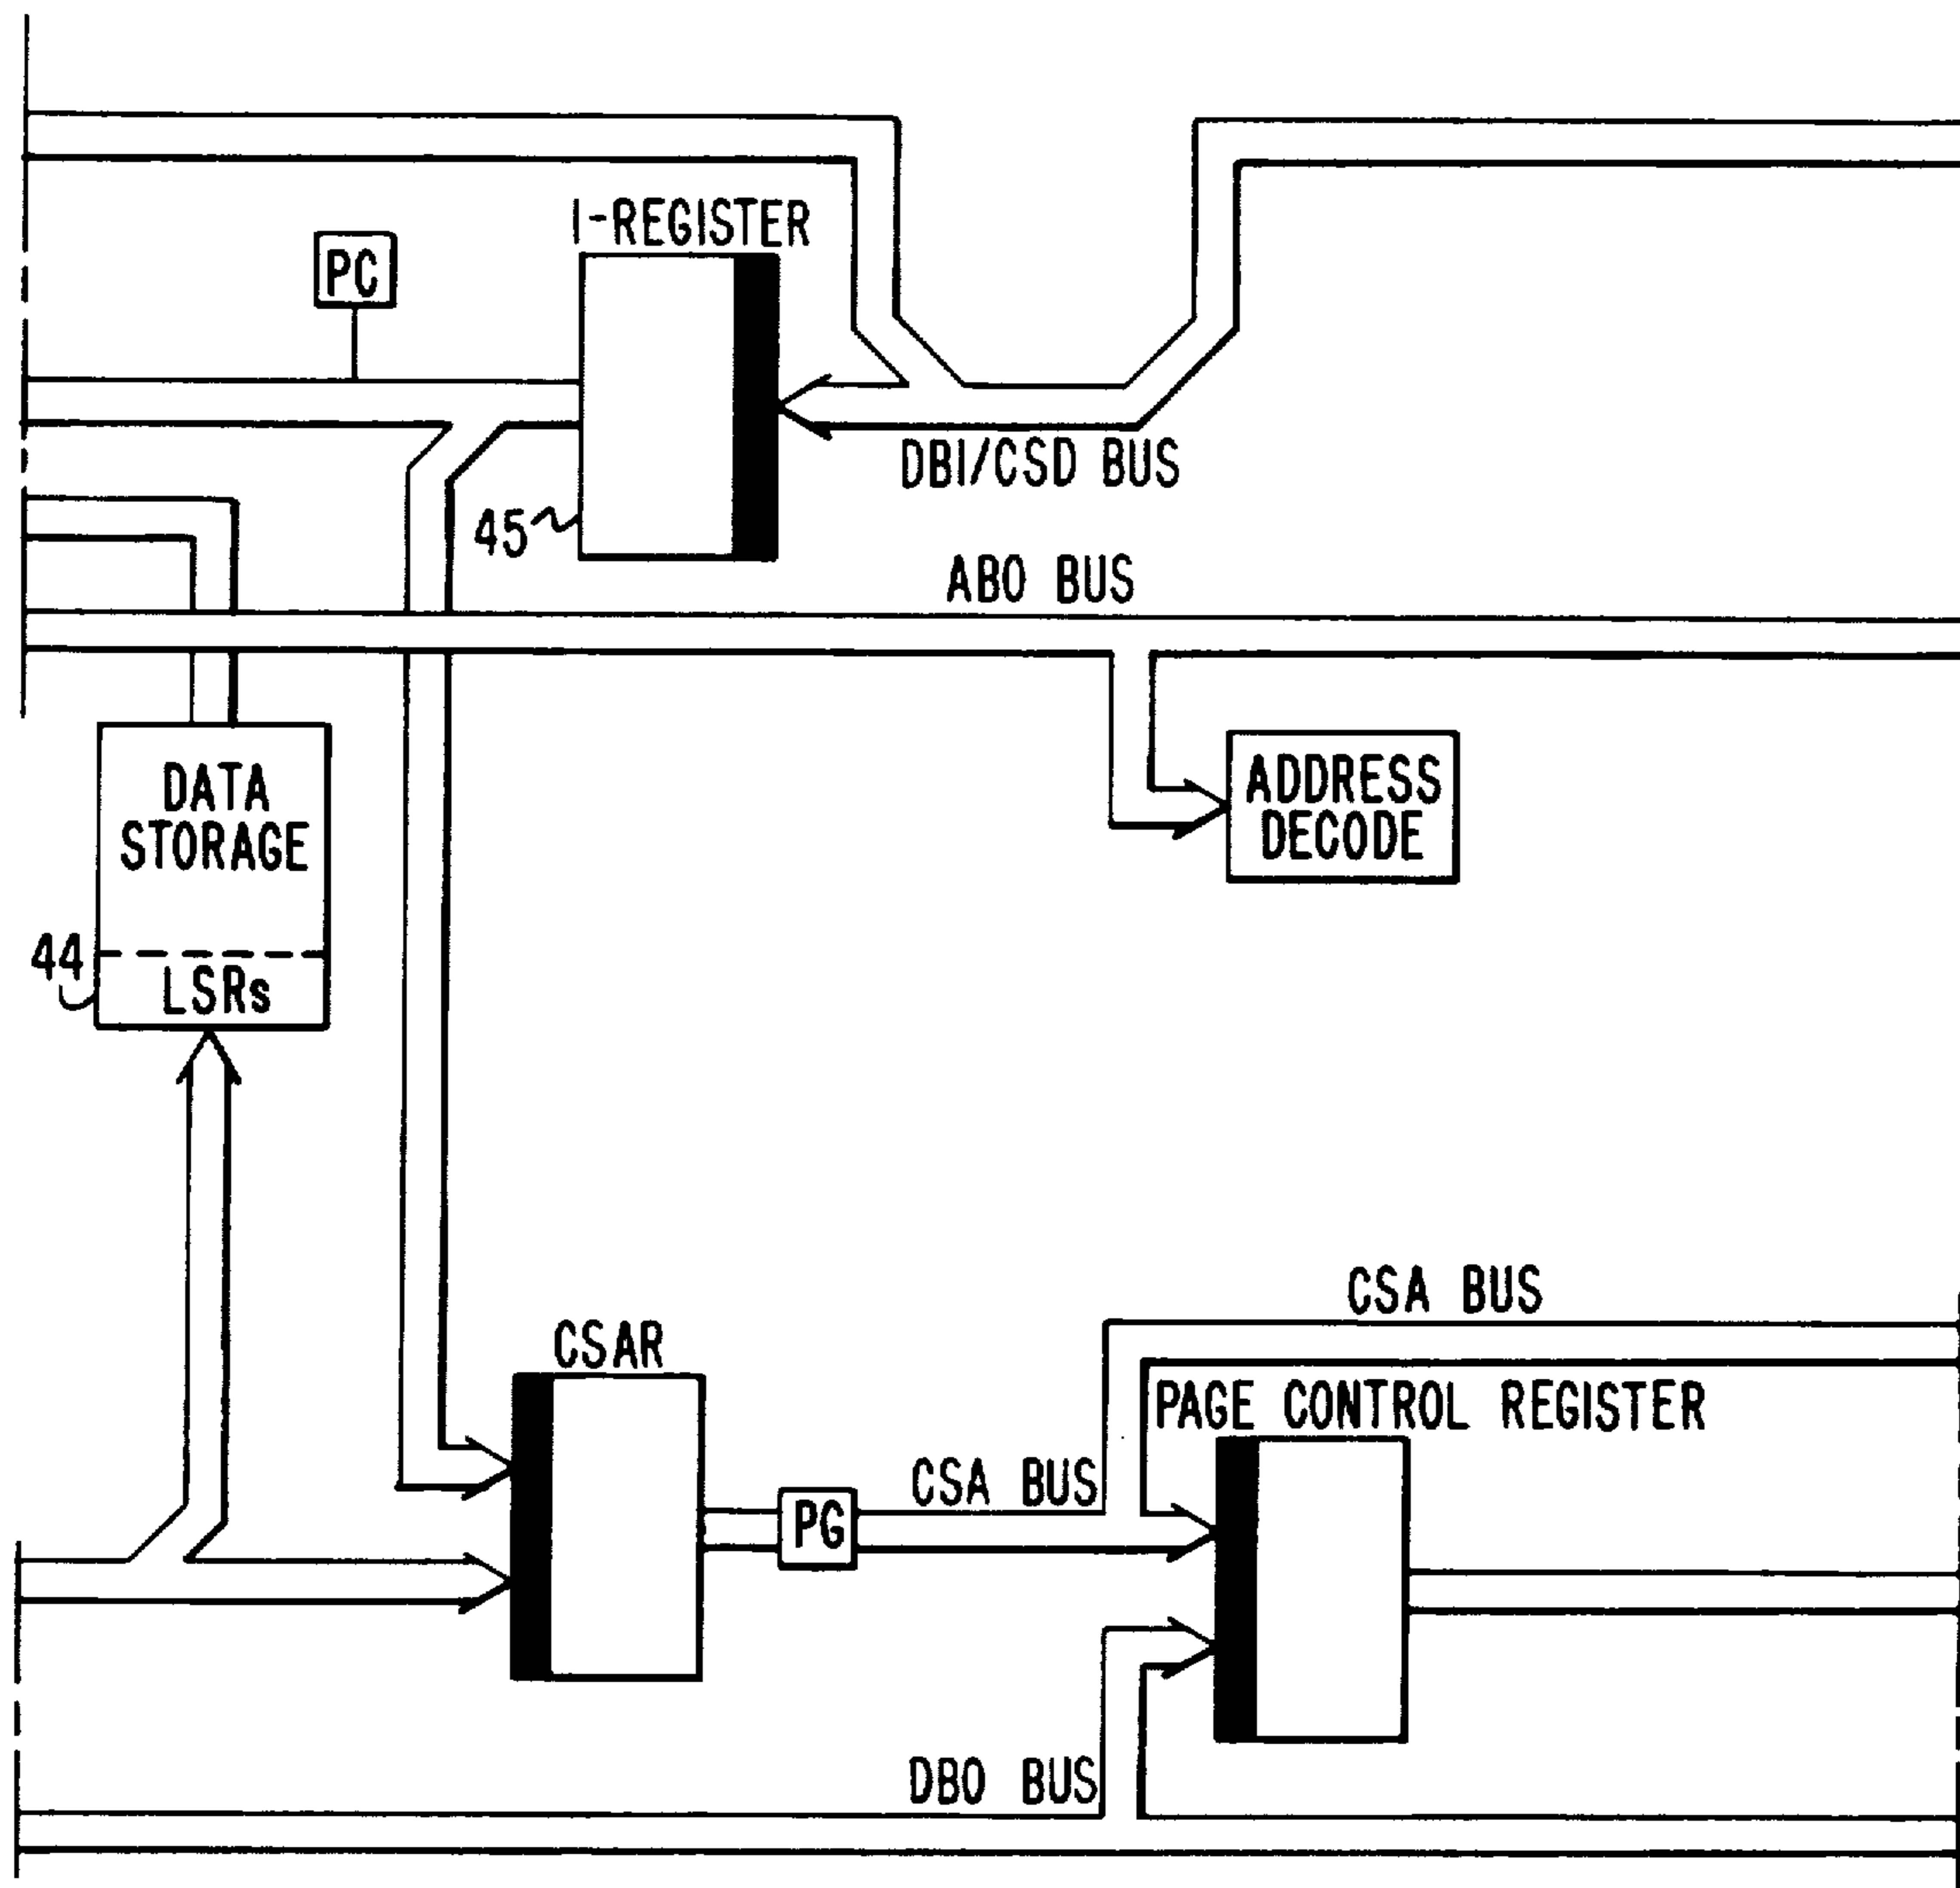 I-REGISTER
PC
DBI/CSD BUS
45
ABO BUS
DATA
STORAGE
ADDRESS
DECODE
44
LSRs
CSA BUS
CSAR
PAGE CONTROL REGISTER
CSA BUS
PG
DBO BUS